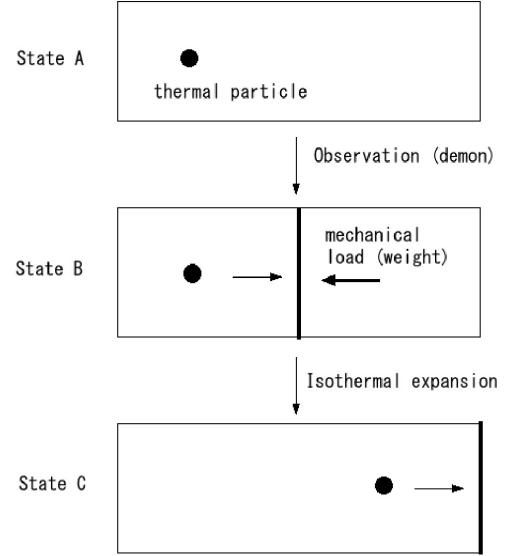 State A
thermal particle
Observation (demon)
mechanical
load (weight)
State B
Isothermal expansion
State C